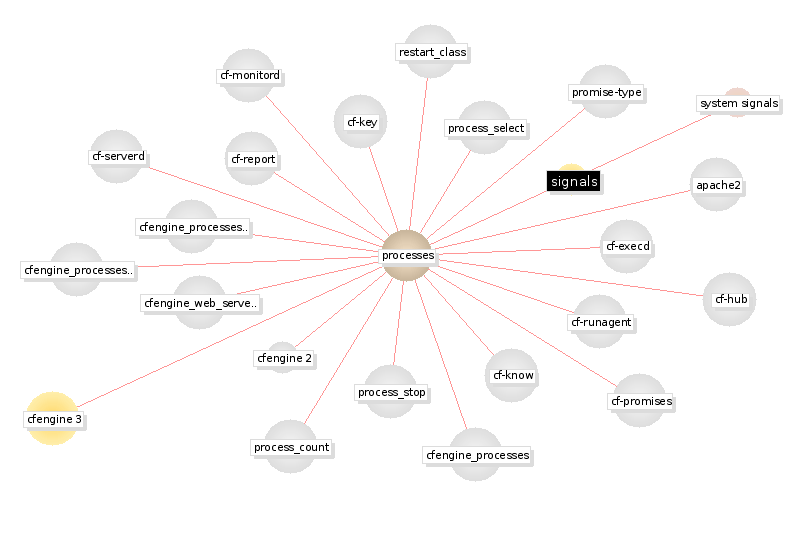 restart_class
cf-monitord
promise-type
system signals
cf-key
process_select
cf-serverd
cf-report
signals
apache2
cfengine_processes..
cf-execd
processes
cfengine_processes..
cfengine_web_serve..
cf-hub
cf-runagent
cfengine 2
cf-know
process_stop
cf-promises
cfengine 3
process_count
cfengine_processes